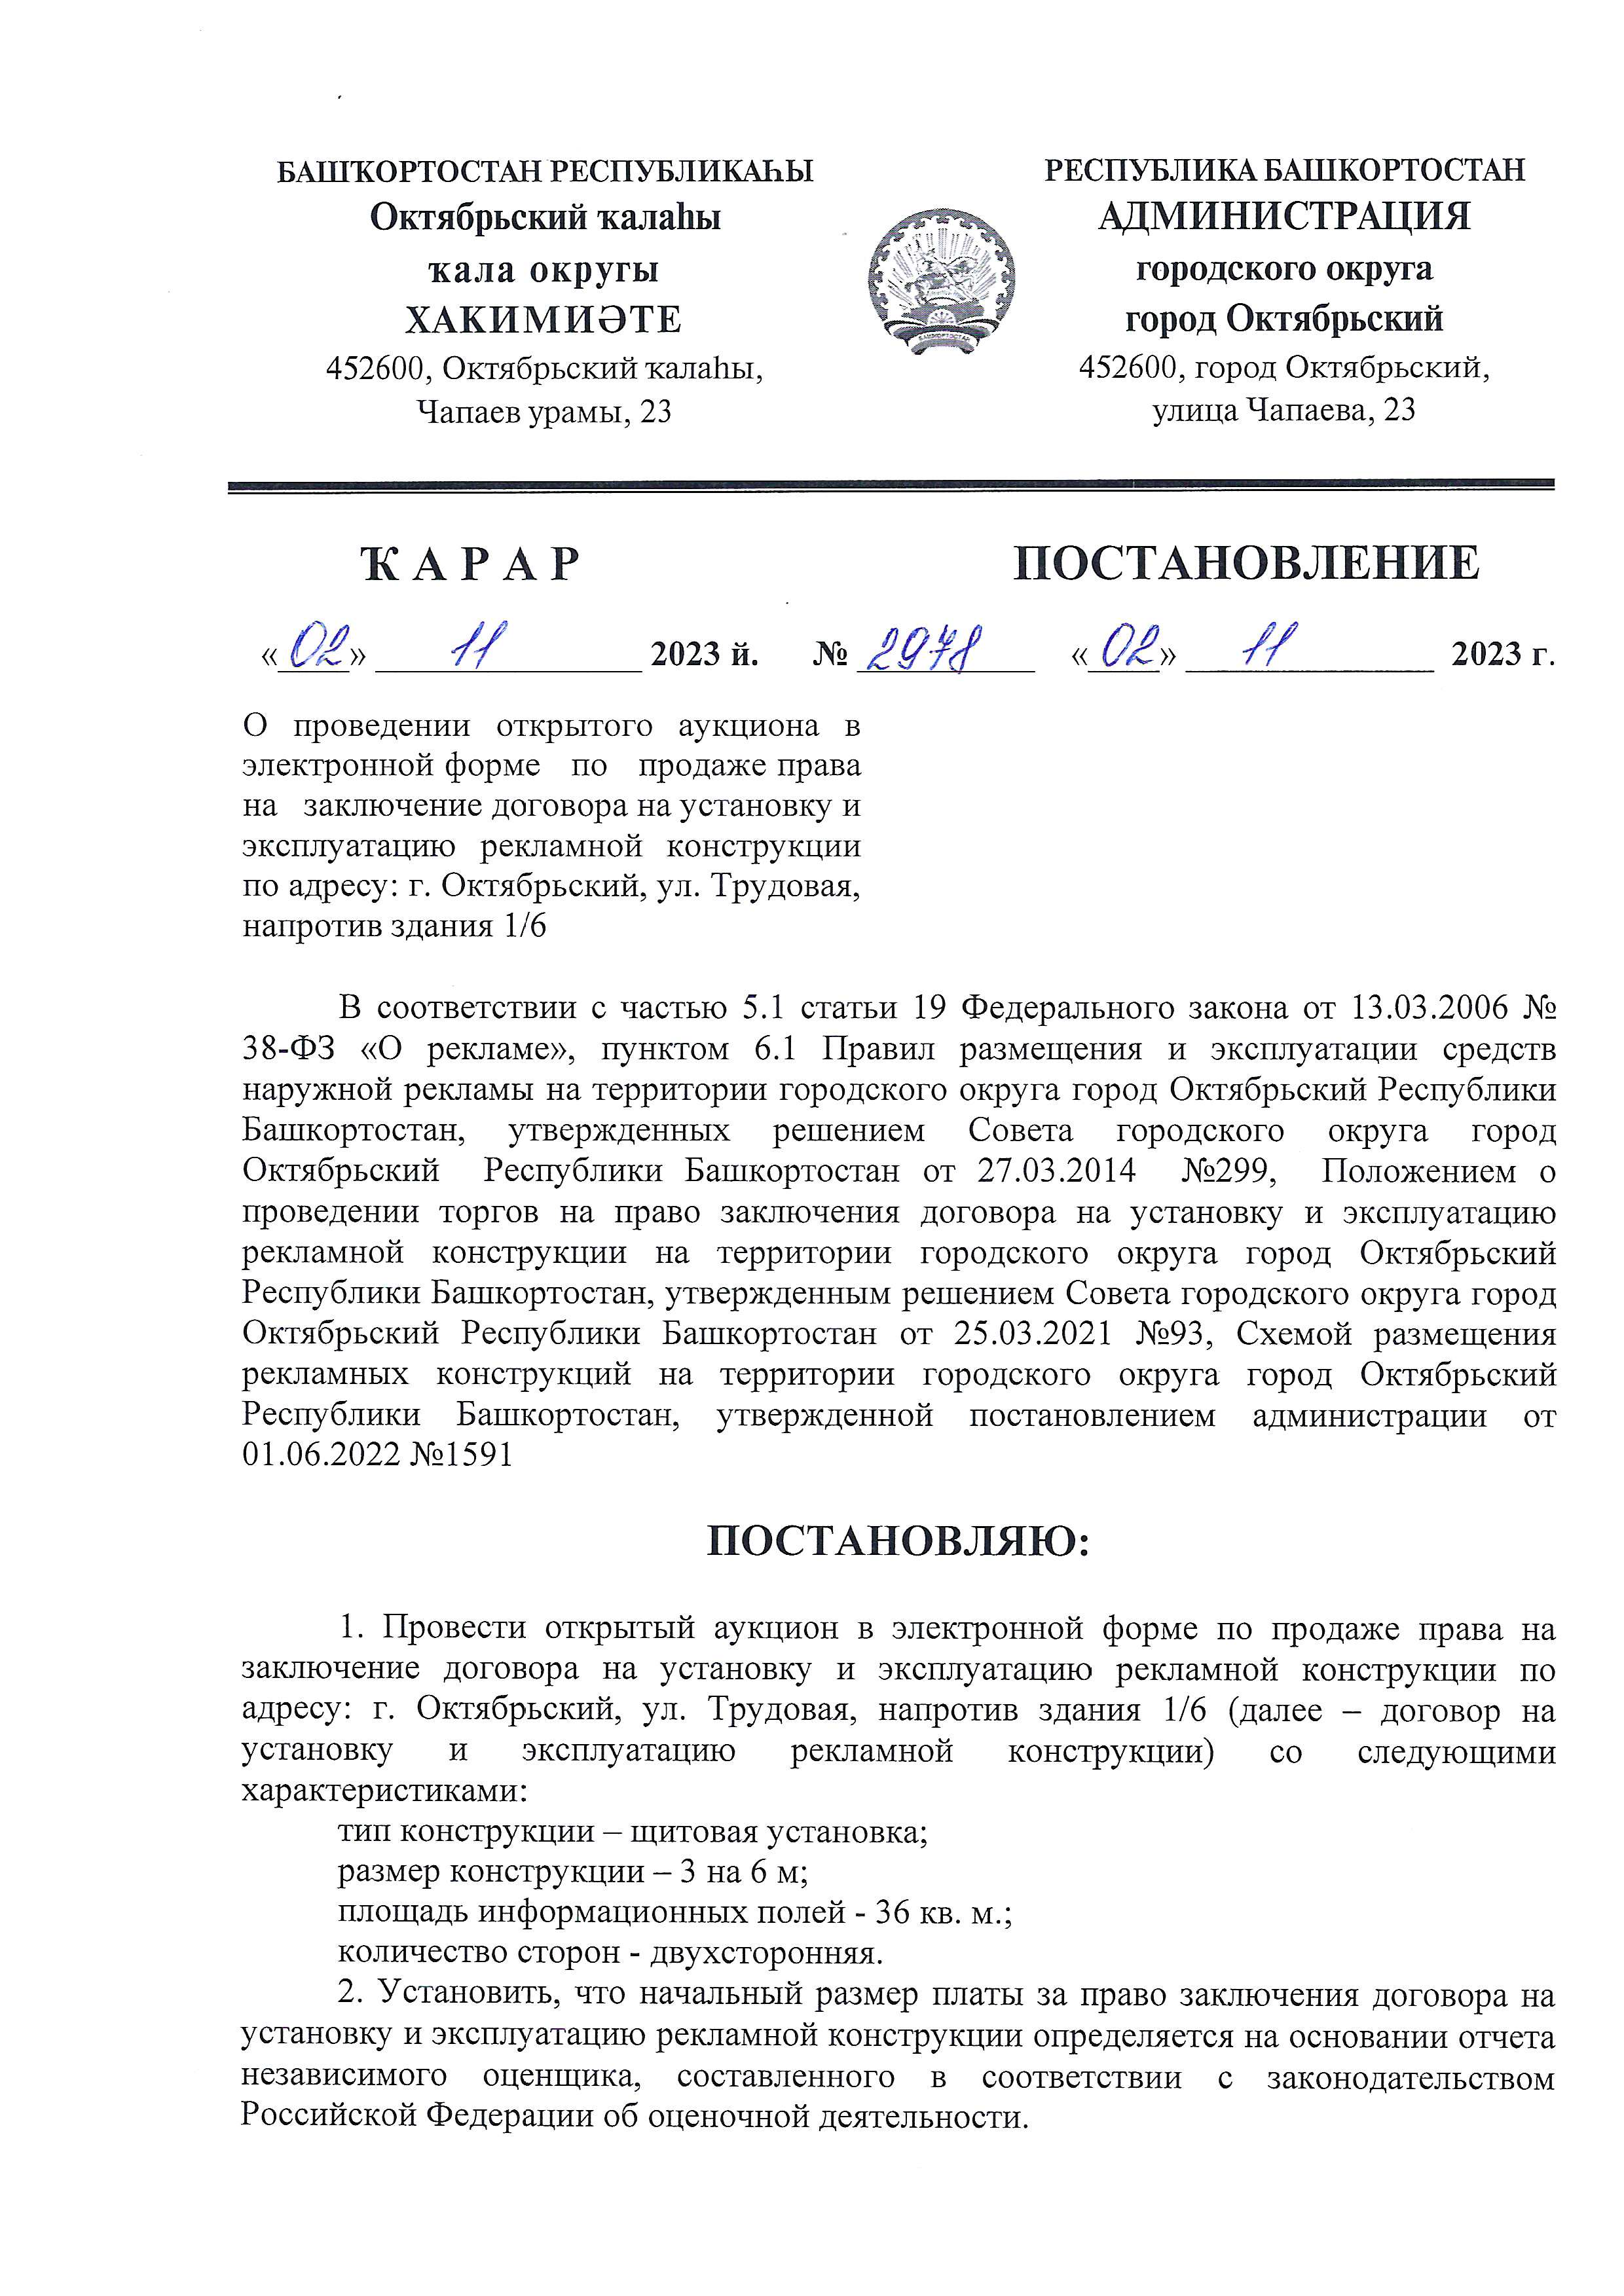 БАШҠОРТОСТАН РЕСПУБЛИКАҺЫ
Октябрьский ҡалаһы
ҡала округы
ХАКИМИӘТЕ
452600, Октябрьский ҡалаһы,
Чапаев урамы, 23
РЕСПУБЛИКА БАШКОРТОСТАН
АДМИНИСТРАЦИЯ
городского округа
город Октябрьский
452600, город Октябрьский,
улица Чапаева, 23
БАШКОРТОСТАН
ҠАРАР
ПОСТАНОВЛЕНИЕ
«02» 11 2023 й. № 2978 «02» 11 2023 г.
О проведении открытого аукциона в
электронной форме по продаже права
на заключение договора на установку и
эксплуатацию рекламной конструкции
по адресу: г. Октябрьский, ул. Трудовая,
напротив здания 1/6
В соответствии с частью 5.1 статьи 19 Федерального закона от 13.03.2006 №
38-ФЗ «О рекламе», пунктом 6.1 Правил размещения и эксплуатации средств
наружной рекламы на территории городского округа город Октябрьский Республики
Башкортостан, утвержденных решением Совета городского округа город
Октябрьский Республики Башкортостан от 27.03.2014 №299, Положением о
проведении торгов на право заключения договора на установку и эксплуатацию
рекламной конструкции на территории городского округа город Октябрьский
Республики Башкортостан, утвержденным решением Совета городского округа город
Октябрьский Республики Башкортостан от 25.03.2021 №93, Схемой размещения
рекламных конструкций на территории городского округа город Октябрьский
Республики Башкортостан, утвержденной постановлением администрации от
01.06.2022 №1591
ПОСТАНОВЛЯЮ:
1. Провести открытый аукцион в электронной форме по продаже права на
заключение договора на установку и эксплуатацию рекламной конструкции по
адресу: г. Октябрьский, ул. Трудовая, напротив здания 1/6 (далее – договор на
установку и эксплуатацию рекламной конструкции) со следующими
характеристиками:
тип конструкции – щитовая установка;
размер конструкции – 3 на 6 м;
площадь информационных полей - 36 кв. м.;
количество сторон - двухсторонняя.
2. Установить, что начальный размер платы за право заключения договора на
установку и эксплуатацию рекламной конструкции определяется на основании отчета
независимого оценщика, составленного в соответствии с законодательством
Российской Федерации об оценочной деятельности.